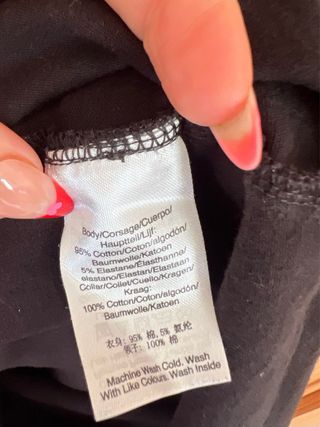 Body/Corsage/Cuerpo/
Hauptteil/Lijf:
95% Cotton/Coton/algodón/
Baumwolle/Katoen
5% Elastane/Élasthanne/
elastano/Elastan/Elastaan
Collar/Collet/Cuello/Kragen/
Kraag:
100% Cotton/Coton/algodón/
Baumwolle/Katoen
衣身: 95% 棉, 5% 氨纶
领子: 100% 棉
Machine Wash Cold. Wash
With Like Colours. Wash Inside